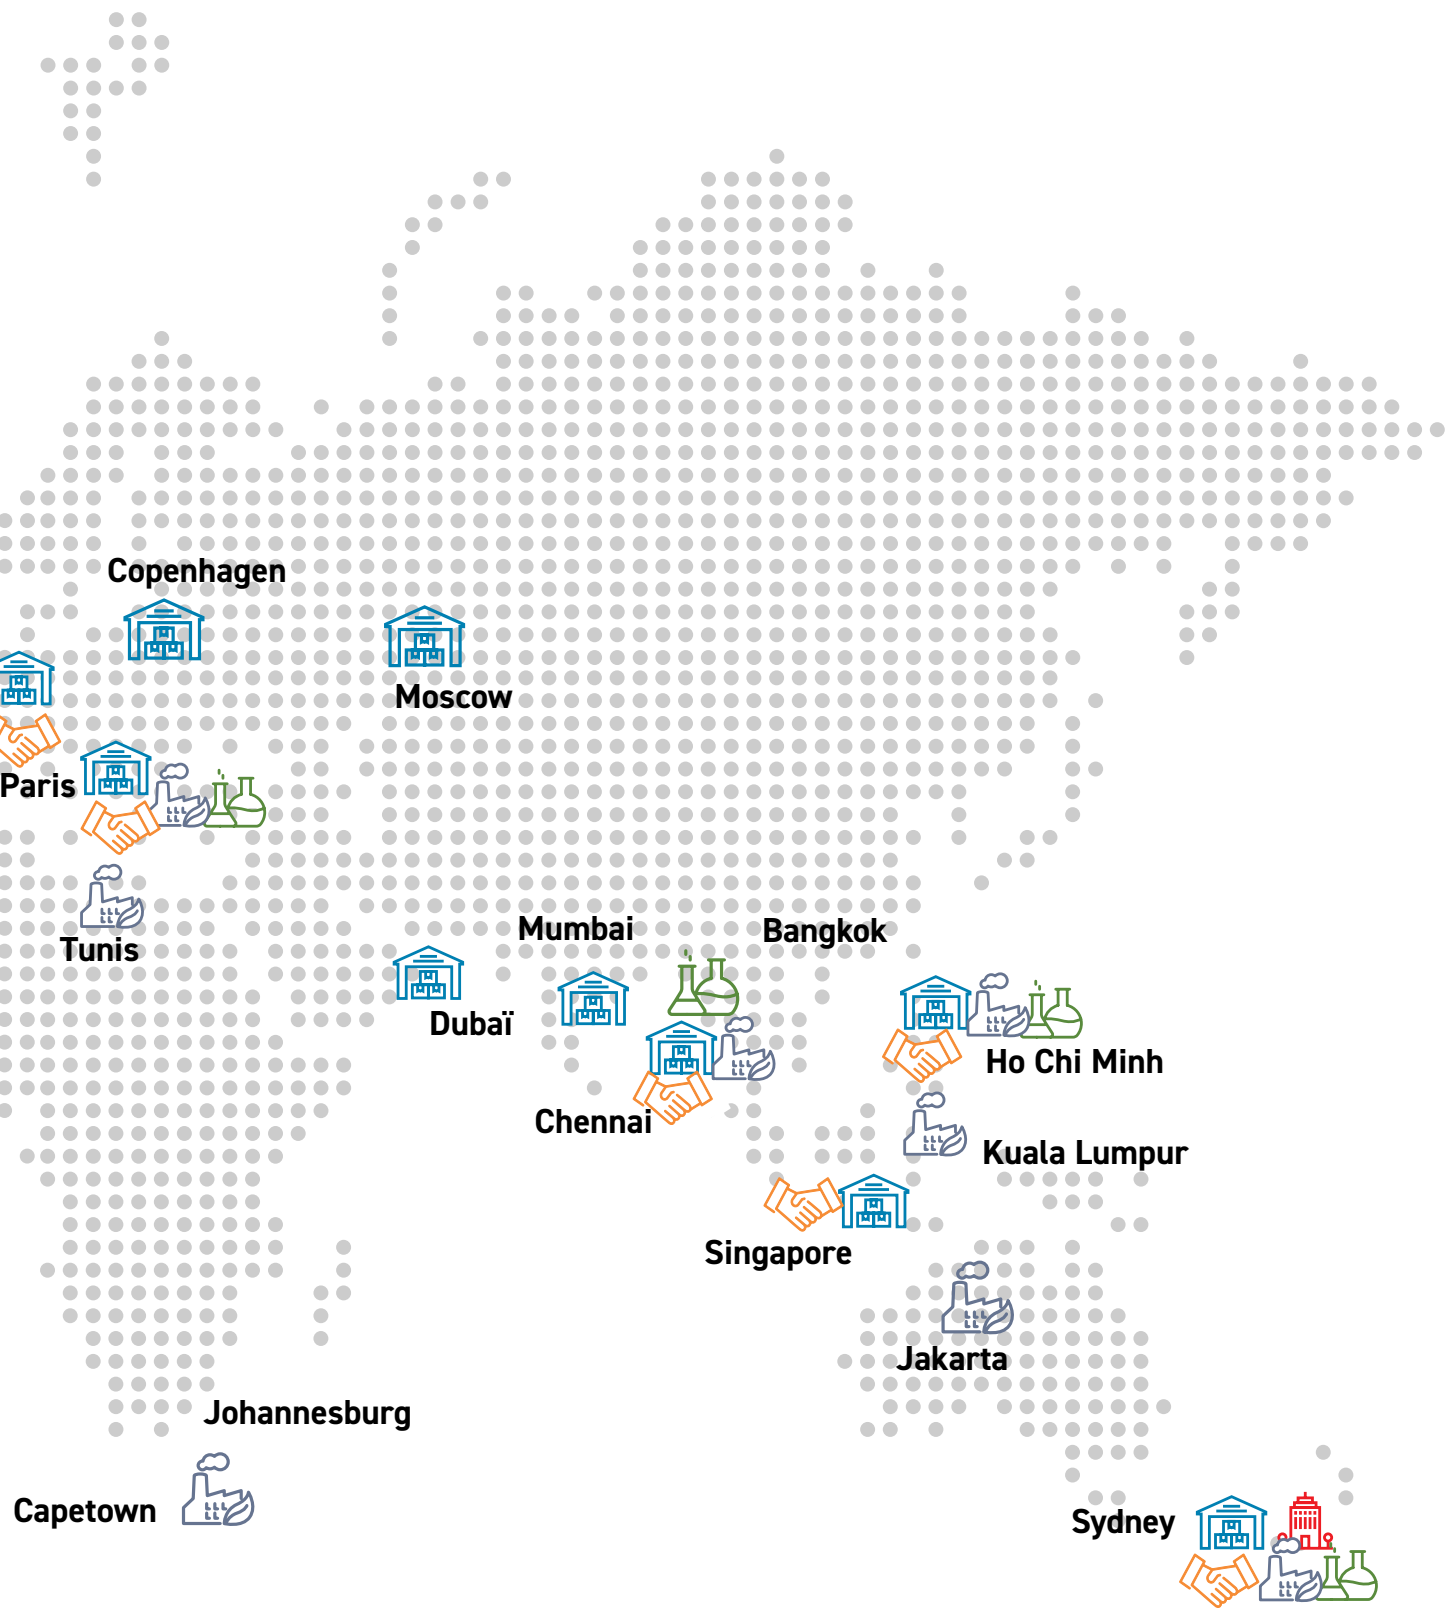 Copenhagen
Moscow
Paris
Mumbai
Bangkok
Tunis
Dubaï
Ho Chi Minh
Chennai
Kuala Lumpur
Singapore
Jakarta
Johannesburg
Capetown
Sydney